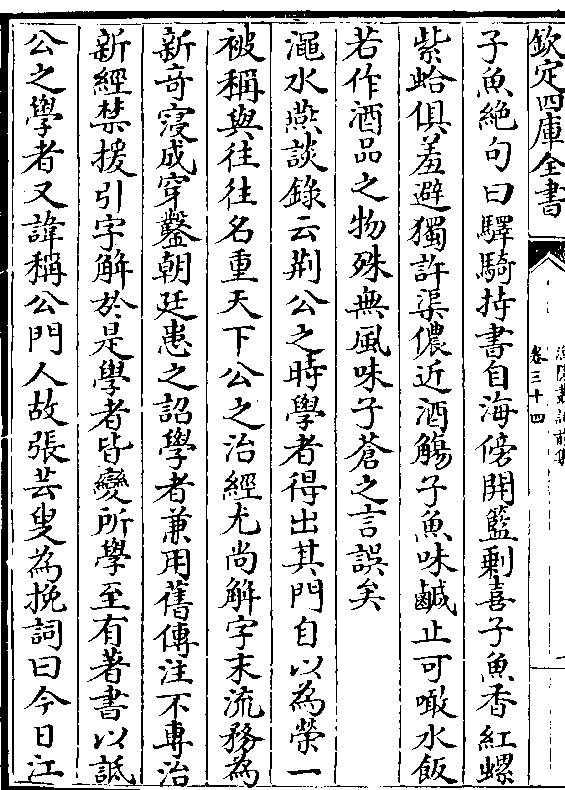 欽定四庫全書
漁隱叢話前集
卷三十四
子魚絶句曰驛騎持書自海傍開籃剩喜子魚香紅螺
紫蛤俱羞避獨許渠儂近酒觴子魚味鹹止可噉水飯
若作酒品之物殊無風味子蒼之言誤矣
澠水燕談錄云荆公之時學者得出其門自以為榮一
被稱與往往名重天下公之治經尤尚解字末流務為
新奇寖成穿鑿朝廷患之詔學者兼用舊傳注不專治
新經禁援引字解於是學者皆變所學至有著書以詆
公之學者又諱稱公門人故張芸叟為挽詞曰今日江